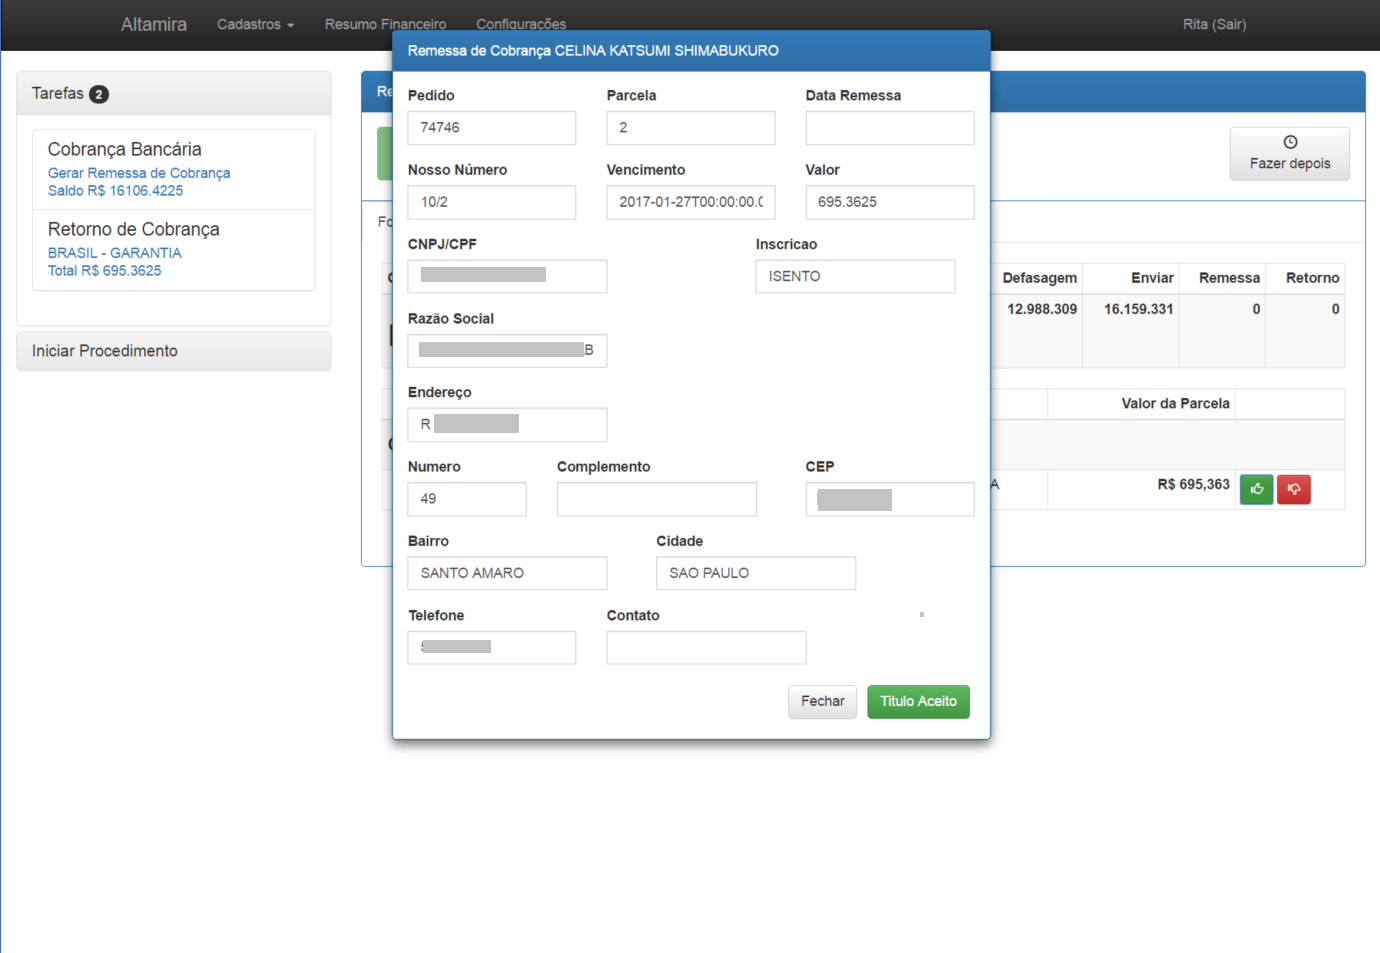 Altamira Cadastros Resumo Financeiro Configurações Rita (Sair)
Tarefas 2
Cobrança Bancária
Gerar Remessa de Cobrança
Saldo R$ 16106.4225
Retorno de Cobrança
BRASIL - GARANTIA
Total R$ 695.3625
Iniciar Procedimento
Remessa de Cobrança CELINA KATSUMI SHIMABUKURO
Pedido Parcela Data Remessa
74746 2
Nosso Número Vencimento Valor
10/2 2017-01-27T00:00:00.0 695.3625
CNPJ/CPF Inscricao
ISENTO
Razão Social
B
Endereço
R
Numero Complemento CEP
49
Bairro Cidade
SANTO AMARO SAO PAULO
Telefone Contato
Fechar Titulo Aceito
Re
Fazer depois
Fo
Defasagem Enviar Remessa Retorno
12.988.309 16.159.331 0 0
Valor da Parcela
A R$ 695,363